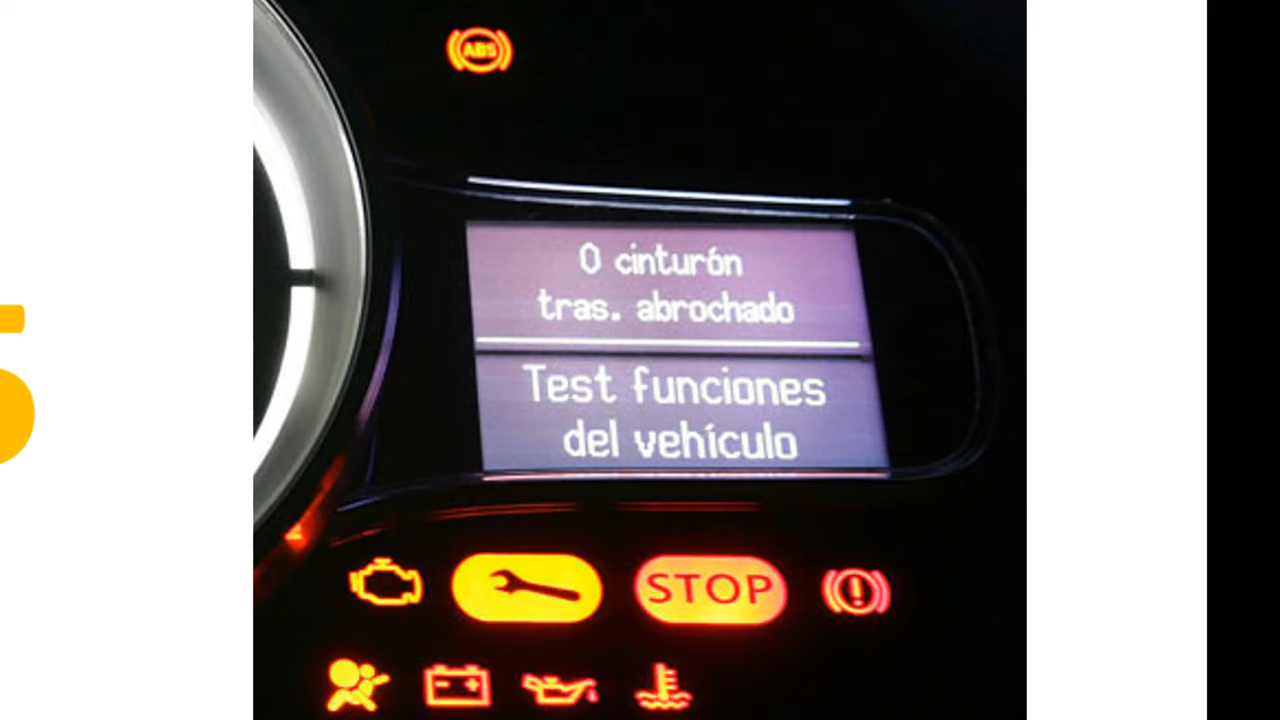 ABS
0 cinturón
tras. abrochado
Test funciones
del vehículo
STOP